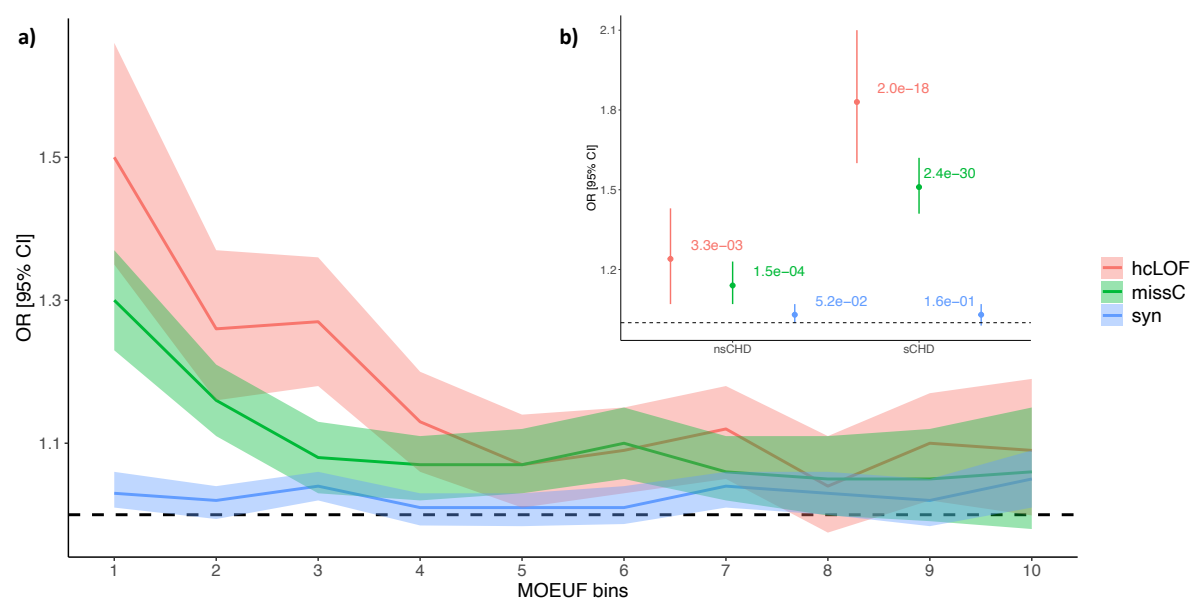 a)
OR [95% CI]
1.5
1.3
1.1
1 2 3 4 5 6 7 8 9 10
MOEUF bins
b)
OR [95% CI]
2.1
1.8
1.5
1.2
2.0e−18
2.4e−30
3.3e−03
1.5e−04
5.2e−02
1.6e−01
nsCHD sCHD
hcLOF
missC
syn